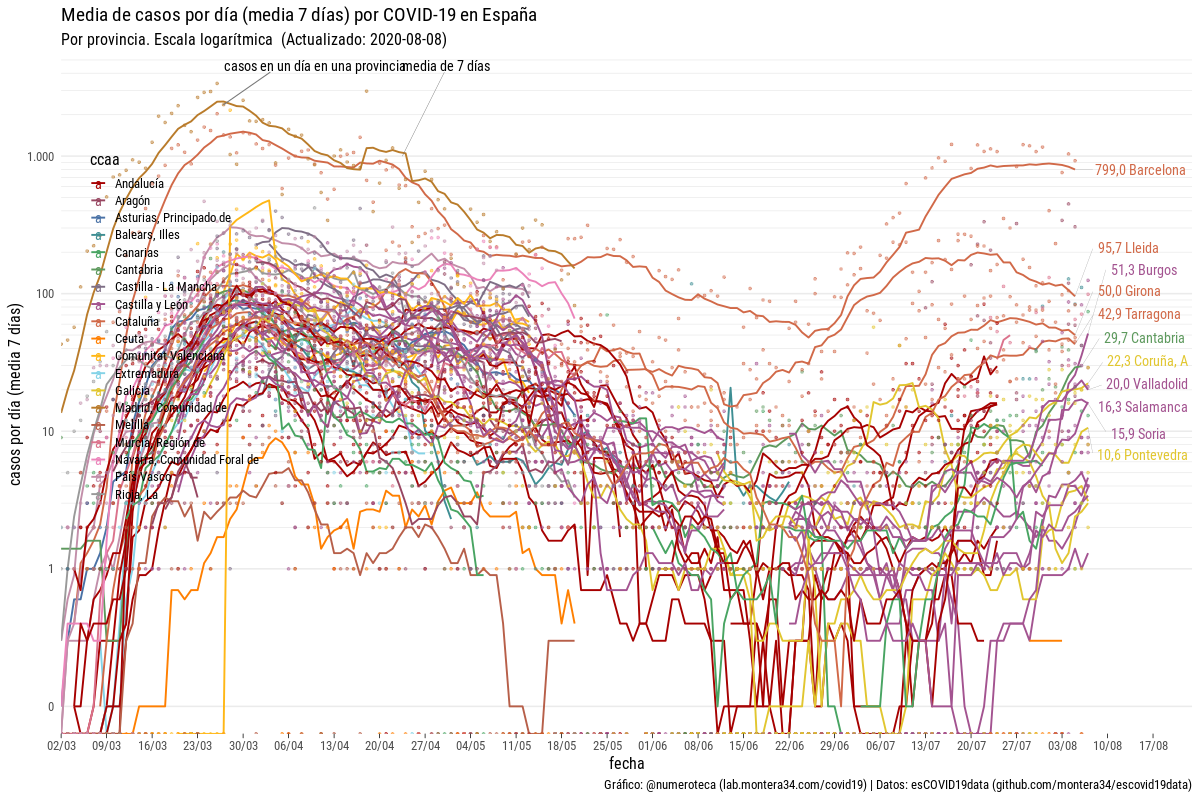 Media de casos por día (media 7 días) por COVID-19 en España
Por provincia. Escala logarítmica  (Actualizado: 2020-08-08)
casos en un día en una provincia
media de 7 días
ccaa
Andalucía
Aragón
Asturias, Principado de
Balears, Illes
Canarias
Cantabria
Castilla - La Mancha
Castilla y León
Cataluña
Ceuta
Comunitat Valenciana
Extremadura
Galicia
Madrid, Comunidad de
Melilla
Murcia, Región de
Navarra, Comunidad Foral de
País Vasco
Rioja, La
799,0 Barcelona
95,7 Lleida
51,3 Burgos
50,0 Girona
42,9 Tarragona
29,7 Cantabria
22,3 Coruña, A
20,0 Valladolid
16,3 Salamanca
15,9 Soria
10,6 Pontevedra
casos por día (media 7 días)
1.000
100
10
1
0
02/03 09/03 16/03 23/03 30/03 06/04 13/04 20/04 27/04 04/05 11/05 18/05 25/05 01/06 08/06 15/06 22/06 29/06 06/07 13/07 20/07 27/07 03/08 10/08 17/08
fecha
Gráfico: @numeroteca (lab.montera34.com/covid19) | Datos: esCOVID19data (github.com/montera34/escovid19data)